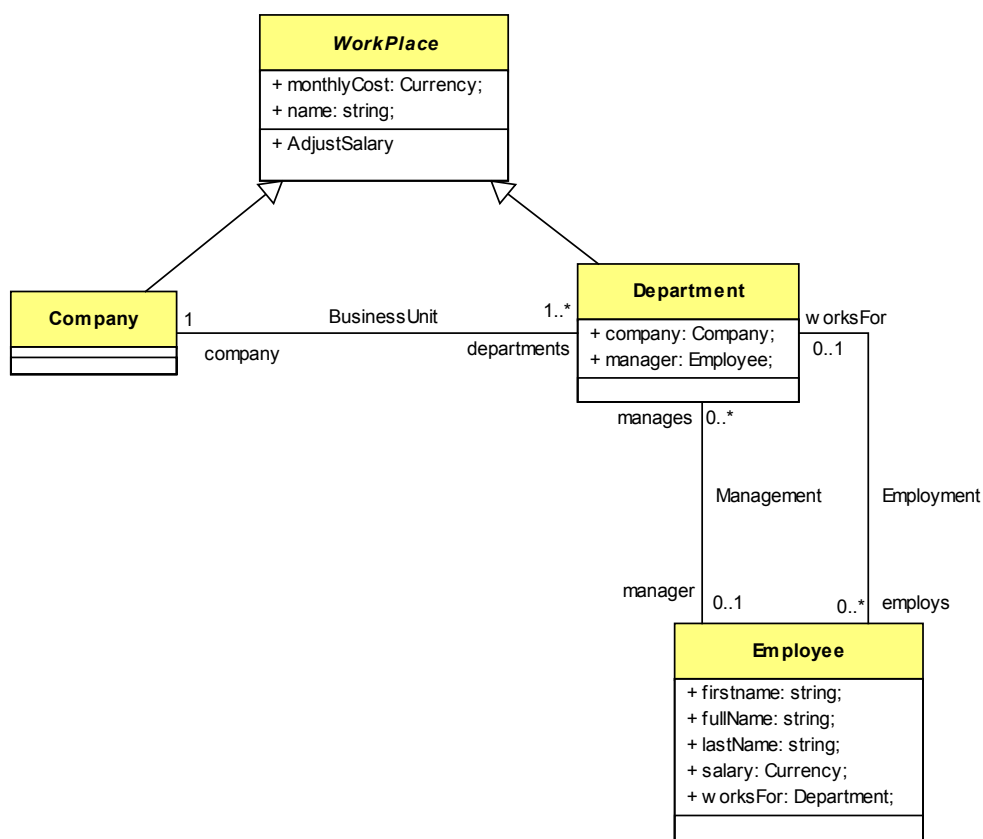 WorkPlace
+ monthlyCost: Currency;
+ name: string;
+ AdjustSalary
Company
1
BusinessUnit
1..*
company
departments
Department
+ company: Company;
+ manager: Employee;
worksFor
0..1
manages
0..*
Management
Employment
manager
0..1
0..*
employs
Employee
+ firstname: string;
+ fullName: string;
+ lastName: string;
+ salary: Currency;
+ worksFor: Department;